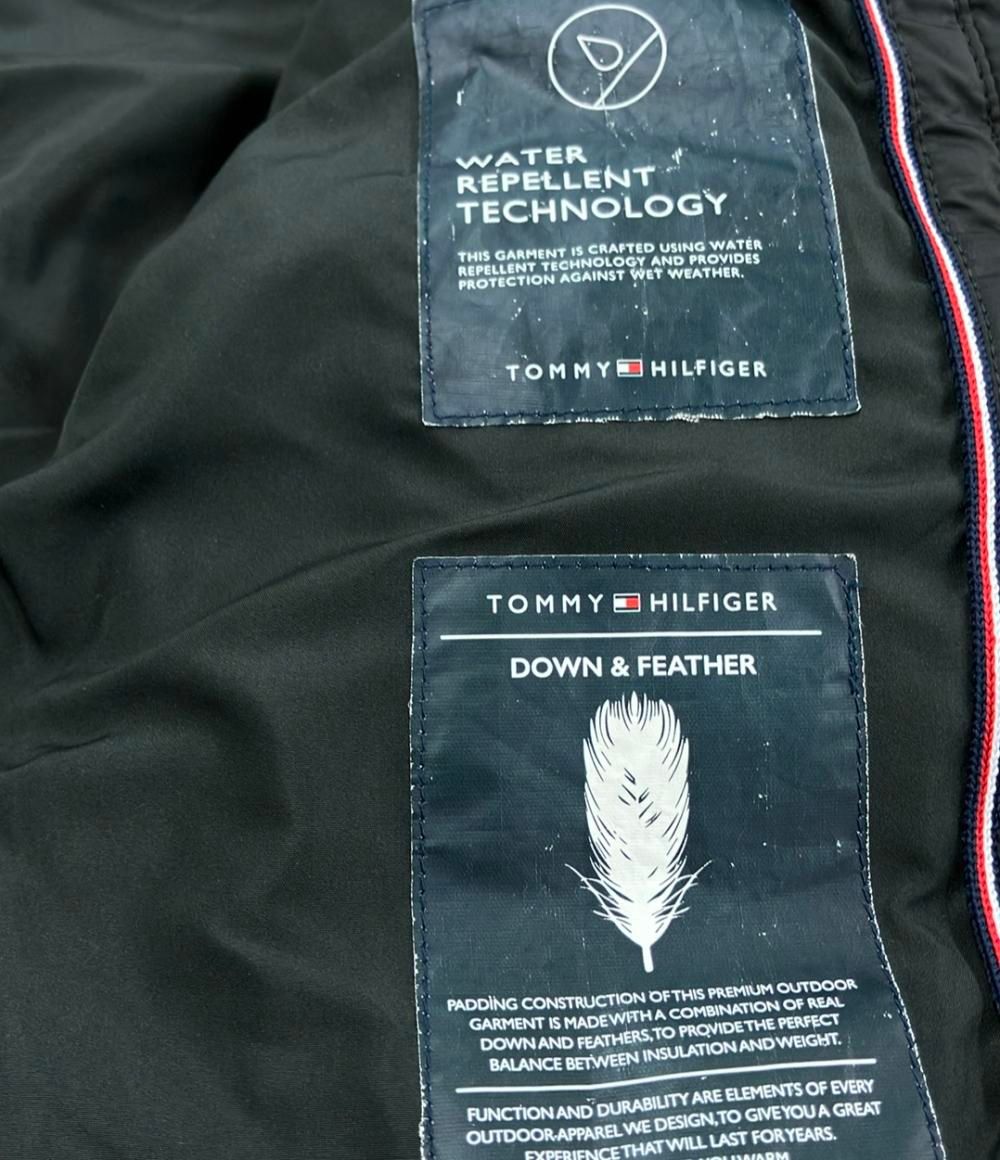 WATER
REPELLENT
TECHNOLOGY
THIS GARMENT IS CRAFTED USING WATER
REPELLENT TECHNOLOGY AND PROVIDES
PROTECTION AGAINST WET WEATHER.
TOMMY HILFIGER
TOMMY HILFIGER
DOWN & FEATHER
PADDING CONSTRUCTION OF THIS PREMIUM OUTDOOR
GARMENT IS MADE WITH A COMBINATION OF REAL
DOWN AND FEATHERS, TO PROVIDE THE PERFECT
BALANCE BETWEEN INSULATION AND WEIGHT.
FUNCTION AND DURABILITY ARE ELEMENTS OF EVERY
OUTDOOR APPAREL WE DESIGN, TO GIVE YOU A GREAT
EXPERIENCE THAT WILL LAST FOR YEARS.
YOU WARM